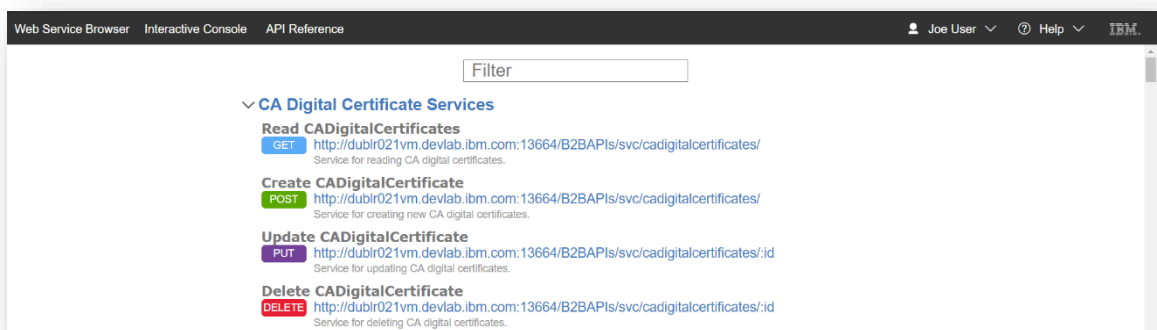 Web Service Browser Interactive Console API Reference Joe User Help IBM.
Filter
CA Digital Certificate Services
Read CADigitalCertificates
GET http://dublr021vm.devlab.ibm.com:13664/B2BAPIs/svc/cadigitalcertificates/
Service for reading CA digital certificates.
Create CADigitalCertificate
POST http://dublr021vm.devlab.ibm.com:13664/B2BAPIs/svc/cadigitalcertificates/
Service for creating new CA digital certificates.
Update CADigitalCertificate
PUT http://dublr021vm.devlab.ibm.com:13664/B2BAPIs/svc/cadigitalcertificates/:id
Service for updating CA digital certificates.
Delete CADigitalCertificate
DELETE http://dublr021vm.devlab.ibm.com:13664/B2BAPIs/svc/cadigitalcertificates/:id
Service for deleting CA digital certificates.